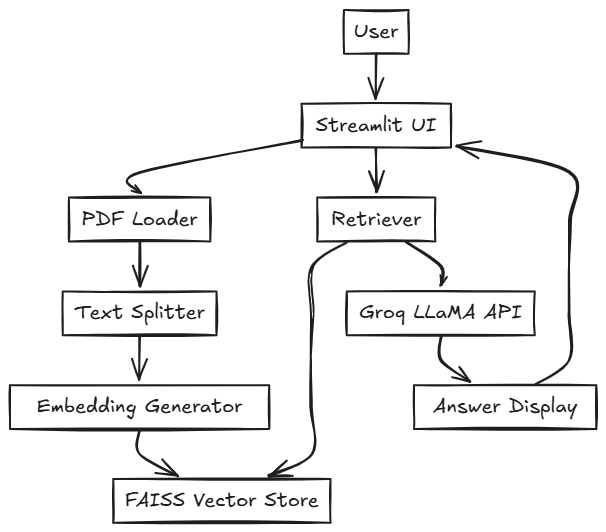 User
Streamlit UI
PDF Loader
Retriever
Text Splitter
Groq LLaMA API
Embedding Generator
Answer Display
FAISS Vector Store